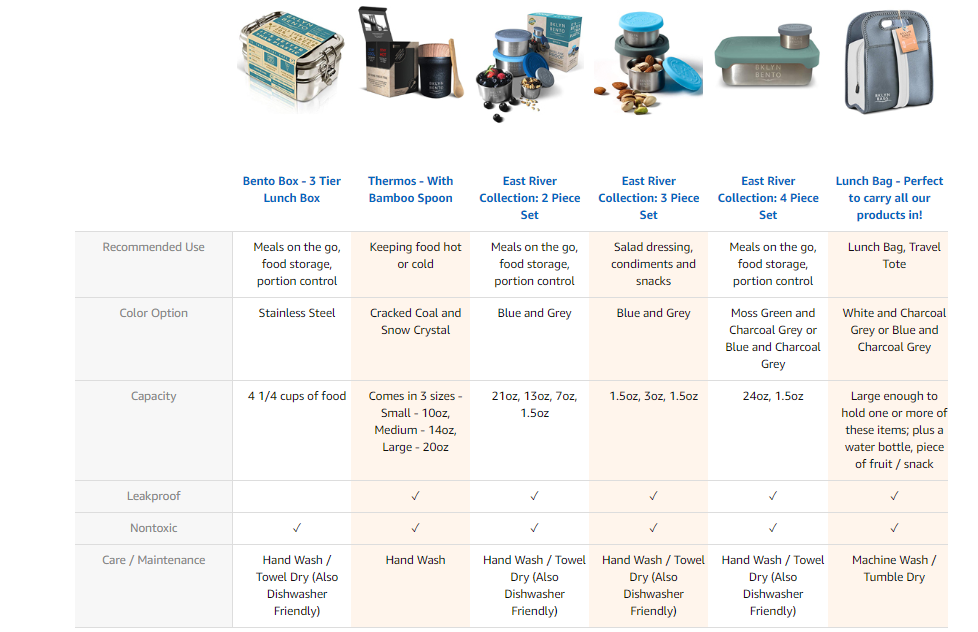 BKLYN
BENTO
BKLYN
BENTO
BKLYN
BENTO
Bento Box - 3 Tier
Lunch Box
Thermos - With
Bamboo Spoon
East River
Collection: 2 Piece
Set
East River
Collection: 3 Piece
Set
East River
Collection: 4 Piece
Set
Lunch Bag - Perfect
to carry all our
products in!
Recommended Use
Meals on the go,
food storage,
portion control
Keeping food hot
or cold
Meals on the go,
food storage,
portion control
Salad dressing,
condiments and
snacks
Meals on the go,
food storage,
portion control
Lunch Bag, Travel
Tote
Color Option
Stainless Steel
Cracked Coal and
Snow Crystal
Blue and Grey
Blue and Grey
Moss Green and
Charcoal Grey or
Blue and Charcoal
Grey
White and Charcoal
Grey or Blue and
Charcoal Grey
Capacity
4 1/4 cups of food
Comes in 3 sizes -
Small - 10oz,
Medium - 14oz,
Large - 20oz
21oz, 13oz, 7oz,
1.5oz
1.5oz, 3oz, 1.5oz
24oz, 1.5oz
Large enough to
hold one or more of
these items; plus a
water bottle, piece
of fruit / snack
Leakproof
✓ ✓ ✓ ✓ ✓
Nontoxic
✓ ✓ ✓ ✓ ✓ ✓
Care / Maintenance
Hand Wash /
Towel Dry (Also
Dishwasher
Friendly)
Hand Wash
Hand Wash / Towel
Dry (Also
Dishwasher
Friendly)
Hand Wash / Towel
Dry (Also
Dishwasher
Friendly)
Hand Wash / Towel
Dry (Also
Dishwasher
Friendly)
Machine Wash /
Tumble Dry